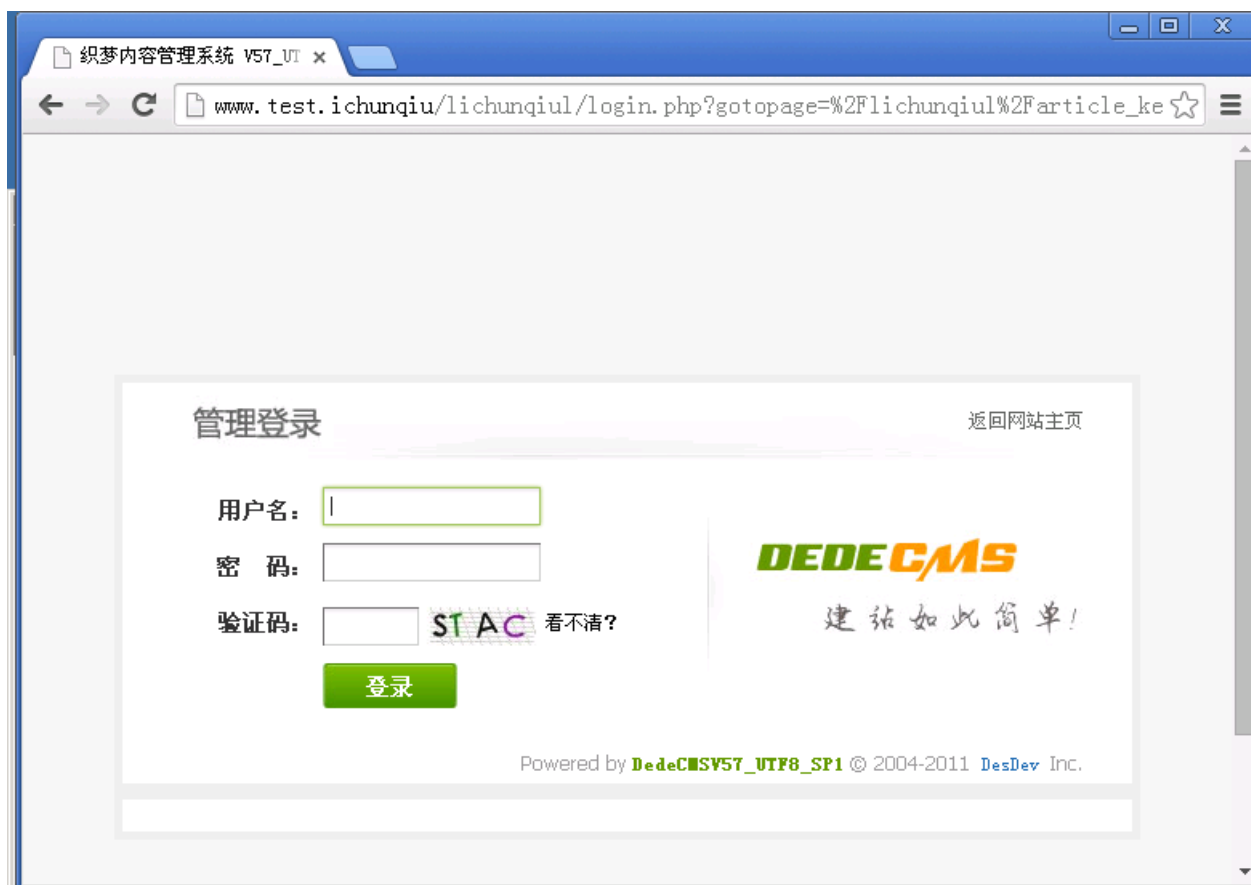 织梦内容管理系统 V57_UT
www.test.ichunqiu/lichunqiul/login.php?gotopage=%2Flichunqiul%2Farticle_ke
管理登录
返回网站主页
用户名：
密 码：
验证码： STAC 看不清？
DEDECMS
建站如此简单！
登录
Powered by DedeCMSV57_UTF8_SP1 © 2004-2011 DesDev Inc.